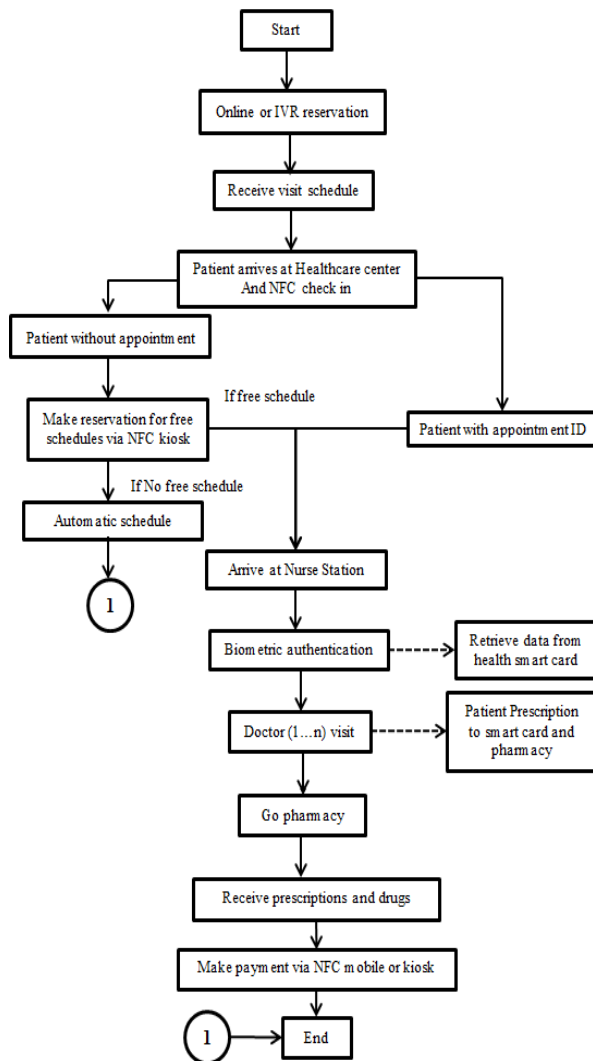 Start
Online or IVR reservation
Receive visit schedule
Patient arrives at Healthcare center
And NFC check in
Patient without appointment
If free schedule
Make reservation for free
schedules via NFC kiosk
Patient with appointment ID
If No free schedule
Automatic schedule
1
Arrive at Nurse Station
Biometric authentication
Retrieve data from
health smart card
Doctor (1...n) visit
Patient Prescription
to smart card and
pharmacy
Go pharmacy
Receive prescriptions and drugs
Make payment via NFC mobile or kiosk
1
End